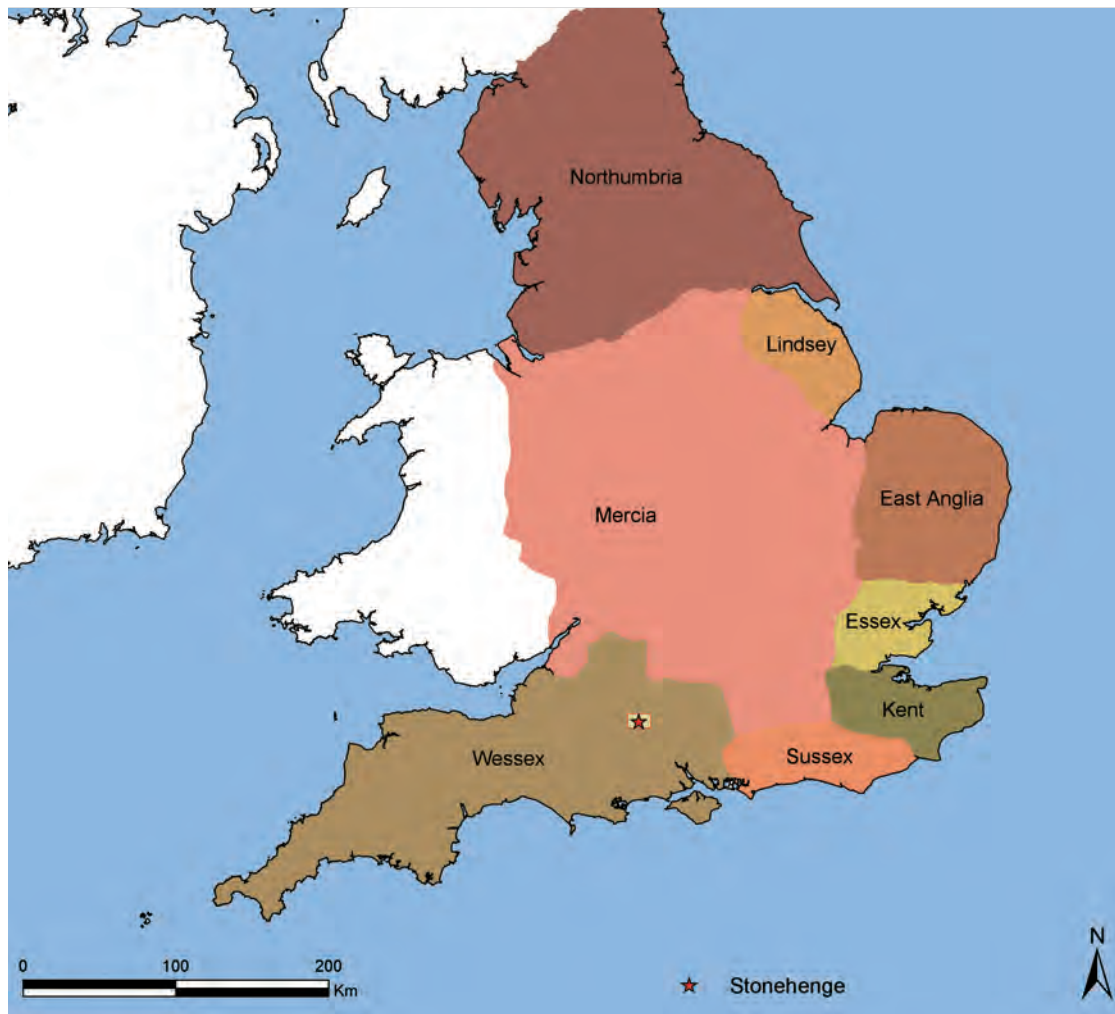 Northumbria
Lindsey
East Anglia
Mercia
Essex
Kent
Wessex
Sussex
N
0 100 200
Km
Stonehenge